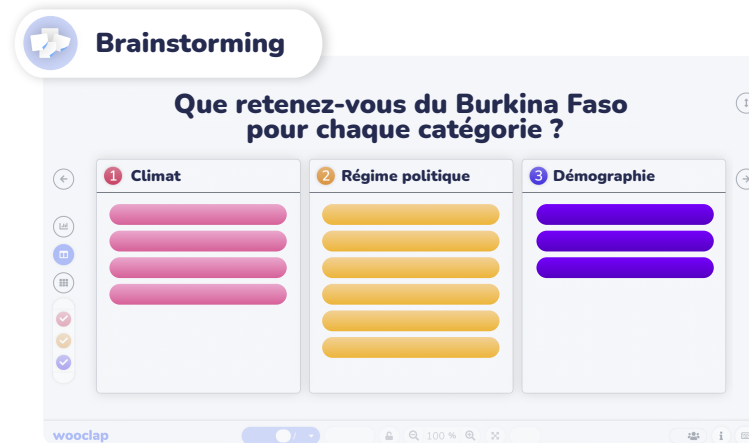 Brainstorming
Que retenez-vous du Burkina Faso
pour chaque catégorie ?
1 Climat
2 Régime politique
3 Démographie
wooclap
100 %